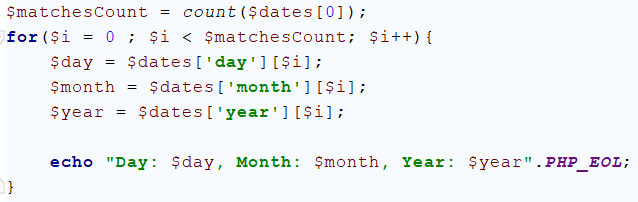 $matchesCount = count($dates[0]);
for($i = 0 ; $i < $matchesCount; $i++){
    $day = $dates['day'][$i];
    $month = $dates['month'][$i];
    $year = $dates['year'][$i];

    echo "Day: $day, Month: $month, Year: $year".PHP_EOL;
}